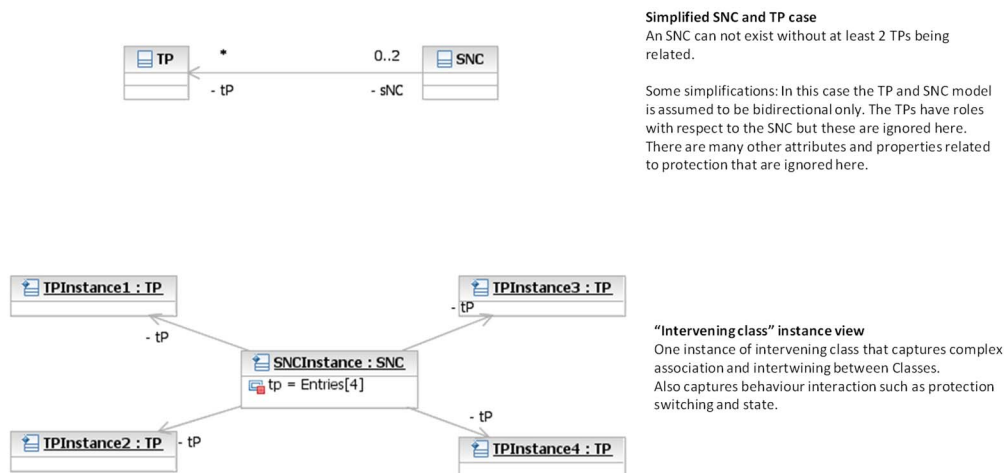 Simplified SNC and TP case
An SNC can not exist without at least 2 TPs being
related.
Some simplifications: In this case the TP and SNC model
is assumed to be bidirectional only. The TPs have roles
with respect to the SNC but these are ignored here.
There are many other attributes and properties related
to protection that are ignored here.
TP
*
0..2
SNC
- tP
- sNC
TPInstance1 : TP
TPInstance3 : TP
- tP
- tP
SNCInstance : SNC
tp = Entries[4]
- tP
- tP
TPInstance2 : TP
TPInstance4 : TP
"Intervening class" instance view
One instance of intervening class that captures complex
association and intertwining between Classes.
Also captures behaviour interaction such as protection
switching and state.